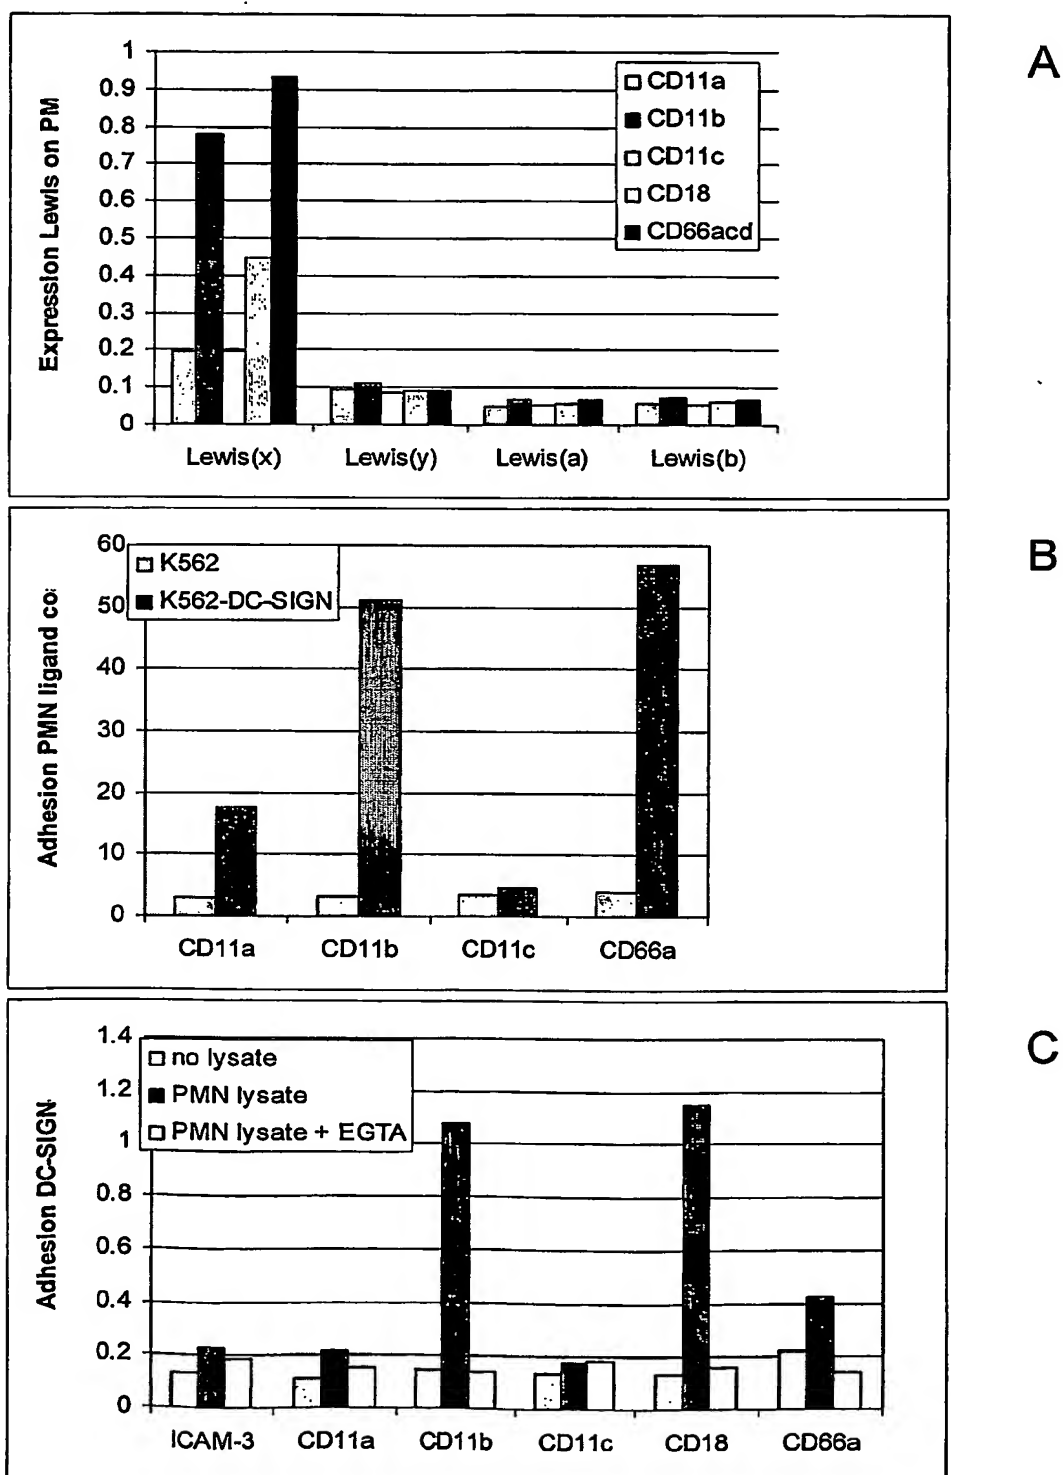 A
Expression Lewis on PM
1
0.9
0.8
0.7
0.6
0.5
0.4
0.3
0.2
0.1
0
CD11a
CD11b
CD11c
CD18
CD66acd
Lewis(x) Lewis(y) Lewis(a) Lewis(b)
B
Adhesion PMN ligand co
60
50
40
30
20
10
0
K562
K562-DC-SIGN
CD11a CD11b CD11c CD66a
C
Adhesion DC-SIGN
1.4
1.2
1
0.8
0.6
0.4
0.2
0
no lysate
PMN lysate
PMN lysate + EGTA
ICAM-3 CD11a CD11b CD11c CD18 CD66a